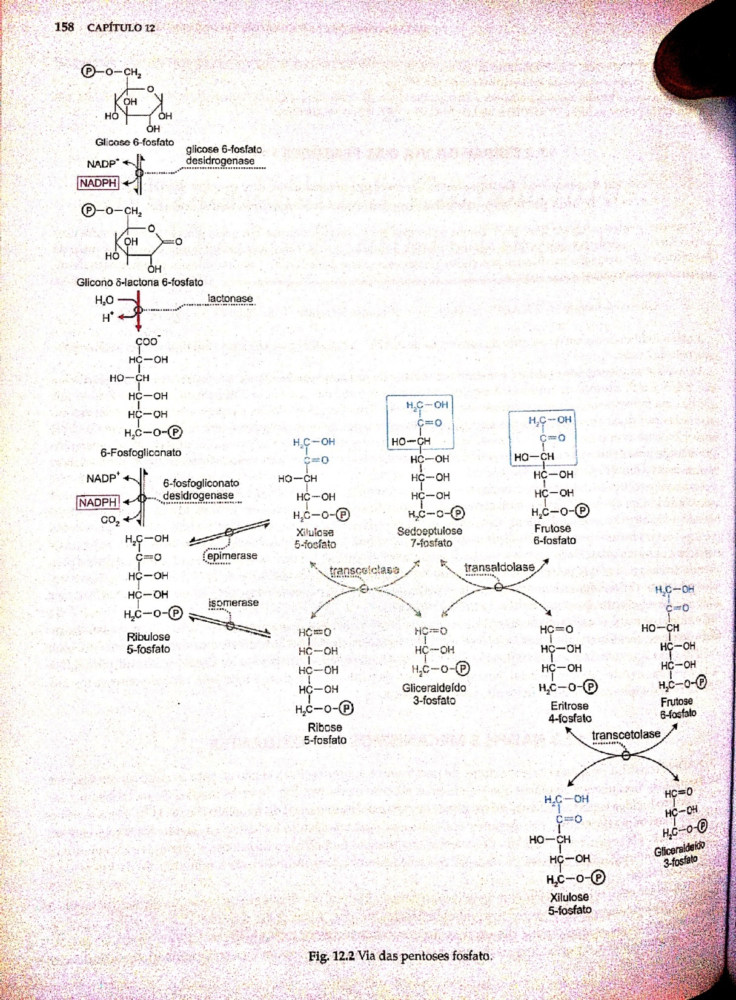 158 CAPÍTULO 12
P–O–CH₂
O
OH
HO
OH
OH
Glicose 6-fosfato
glicose 6-fosfato
desidrogenase
NADP⁺
NADPH
P–O–CH₂
O
OH
=O
HO
OH
Glicono δ-lactona 6-fosfato
H₂O
lactonase
H⁺
COO⁻
HC–OH
HO–CH
HC–OH
HC–OH
H₂C–O–P
6-Fosfogliconato
NADP⁺
6-fosfogliconato
desidrogenase
NADPH
CO₂
H₂C–OH
C=O
HC–OH
HC–OH
H₂C–O–P
Ribulose
5-fosfato
epimerase
isomerase
H₂C–OH
C=O
HO–CH
HC–OH
H₂C–O–P
Xilulose
5-fosfato
H₂C–OH
C=O
HO–CH
HC–OH
HC–OH
HC–OH
H₂C–O–P
Sedoeptulose
7-fosfato
H₂C–OH
C=O
HO–CH
HC–OH
HC–OH
H₂C–O–P
Frutose
6-fosfato
transcetolase
transaldolase
HC=O
HC–OH
HC–OH
HC–OH
H₂C–O–P
Ribose
5-fosfato
HC=O
HC–OH
H₂C–O–P
Gliceraldeído
3-fosfato
HC=O
HC–OH
HC–OH
H₂C–O–P
Eritrose
4-fosfato
H₂C–OH
C=O
HO–CH
HC–OH
HC–OH
H₂C–O–P
Frutose
6-fosfato
transcetolase
H₂C–OH
C=O
HO–CH
HC–OH
H₂C–O–P
Xilulose
5-fosfato
HC=O
HC–OH
H₂C–O–P
Gliceraldeído
3-fosfato
Fig. 12.2 Via das pentoses fosfato.